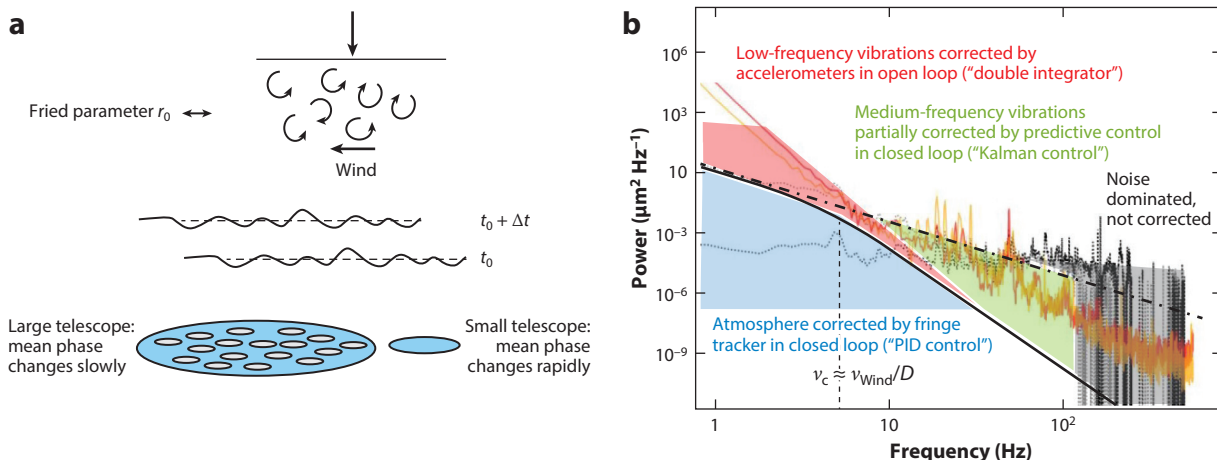 a
Fried parameter r₀
Wind
t₀ + Δt
t₀
Large telescope:
mean phase
changes slowly
Small telescope:
mean phase
changes rapidly
b
Power (μm² Hz⁻¹)
10⁶
10³
10
10⁻³
10⁻⁶
10⁻⁹
Low-frequency vibrations corrected by
accelerometers in open loop (“double integrator”)
Medium-frequency vibrations
partially corrected by predictive control
in closed loop (“Kalman control”)
Noise
dominated,
not corrected
Atmosphere corrected by fringe
tracker in closed loop (“PID control”)
ν_c ≈ ν_Wind/D
1
10
10²
Frequency (Hz)